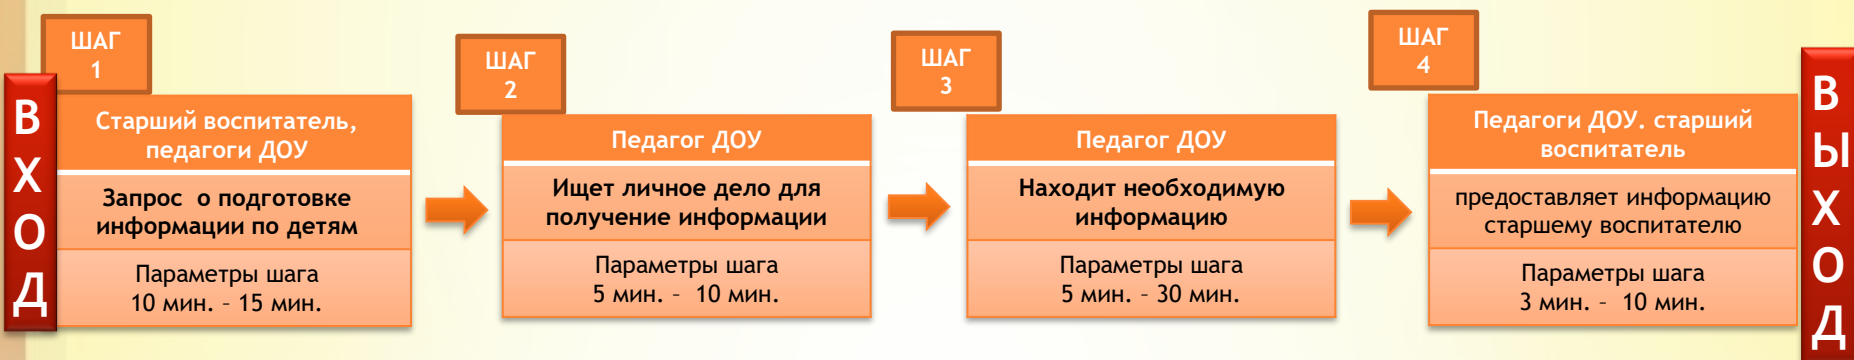 ВХОД
ШАГ
1
Старший воспитатель,
педагоги ДОУ
Запрос о подготовке
информации по детям
Параметры шага
10 мин. – 15 мин.
ШАГ
2
Педагог ДОУ
Ищет личное дело для
получение информации
Параметры шага
5 мин. – 10 мин.
ШАГ
3
Педагог ДОУ
Находит необходимую
информацию
Параметры шага
5 мин. – 30 мин.
ШАГ
4
Педагоги ДОУ. старший
воспитатель
предоставляет информацию
старшему воспитателю
Параметры шага
3 мин. – 10 мин.
ВЫХОД